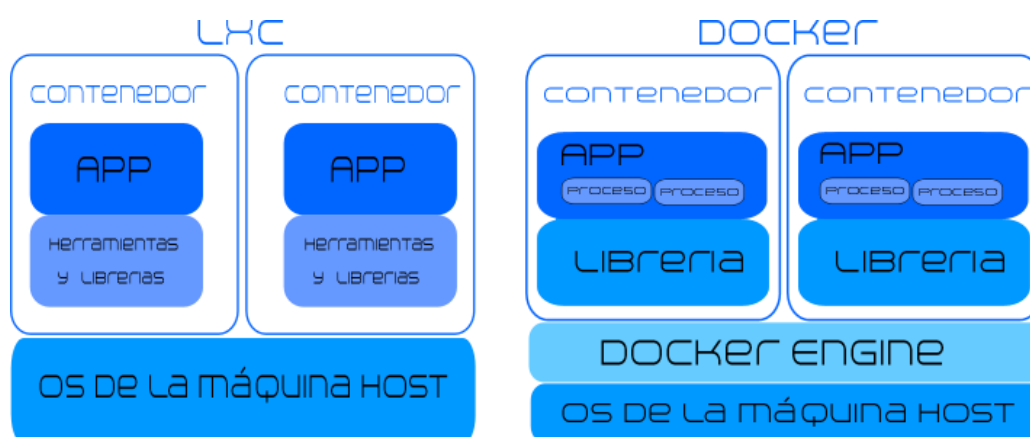 LXC
CONTENEDOR
APP
HERRAMIENTAS
Y LIBRERIAS
CONTENEDOR
APP
HERRAMIENTAS
Y LIBRERIAS
OS DE LA MÁQUINA HOST
DOCKER
CONTENEDOR
APP
PROCESO PROCESO
LIBRERIA
CONTENEDOR
APP
PROCESO PROCESO
LIBRERIA
DOCKER ENGINE
OS DE LA MÁQUINA HOST